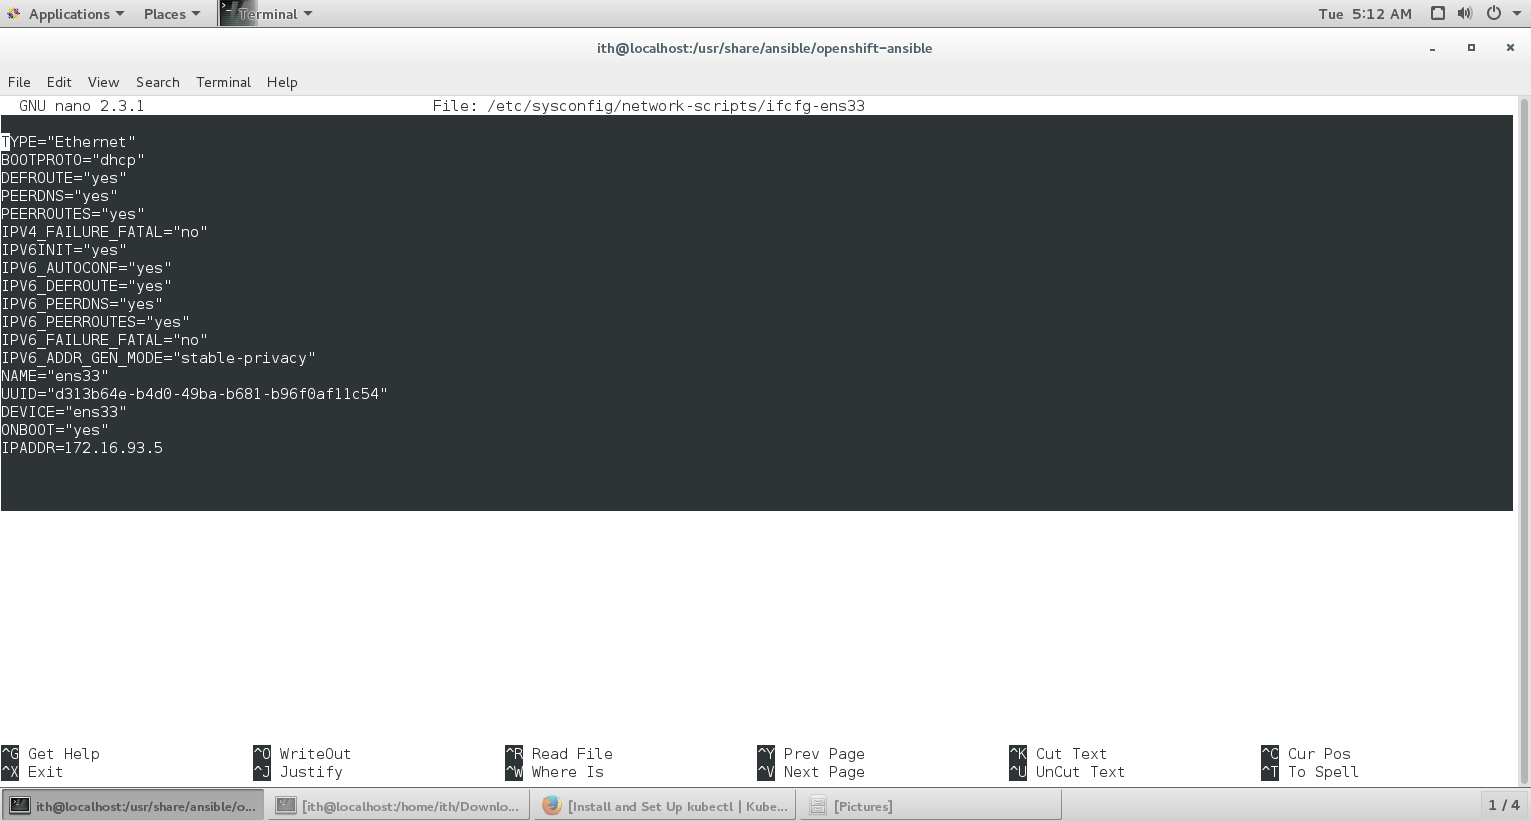 Applications Places Terminal Tue 5:12 AM
ith@localhost:/usr/share/ansible/openshift-ansible
File Edit View Search Terminal Help
GNU nano 2.3.1 File: /etc/sysconfig/network-scripts/ifcfg-ens33
TYPE="Ethernet"
BOOTPROTO="dhcp"
DEFROUTE="yes"
PEERDNS="yes"
PEERROUTES="yes"
IPV4_FAILURE_FATAL="no"
IPV6INIT="yes"
IPV6_AUTOCONF="yes"
IPV6_DEFROUTE="yes"
IPV6_PEERDNS="yes"
IPV6_PEERROUTES="yes"
IPV6_FAILURE_FATAL="no"
IPV6_ADDR_GEN_MODE="stable-privacy"
NAME="ens33"
UUID="d313b64e-b4d0-49ba-b681-b96f0af11c54"
DEVICE="ens33"
ONBOOT="yes"
IPADDR=172.16.93.5
^G Get Help ^O WriteOut ^R Read File ^Y Prev Page ^K Cut Text ^C Cur Pos
^X Exit ^J Justify ^W Where Is ^V Next Page ^U UnCut Text ^T To Spell
ith@localhost:/usr/share/ansible/o... [ith@localhost:/home/ith/Downlo... [Install and Set Up kubectl | Kube... [Pictures] 1 / 4